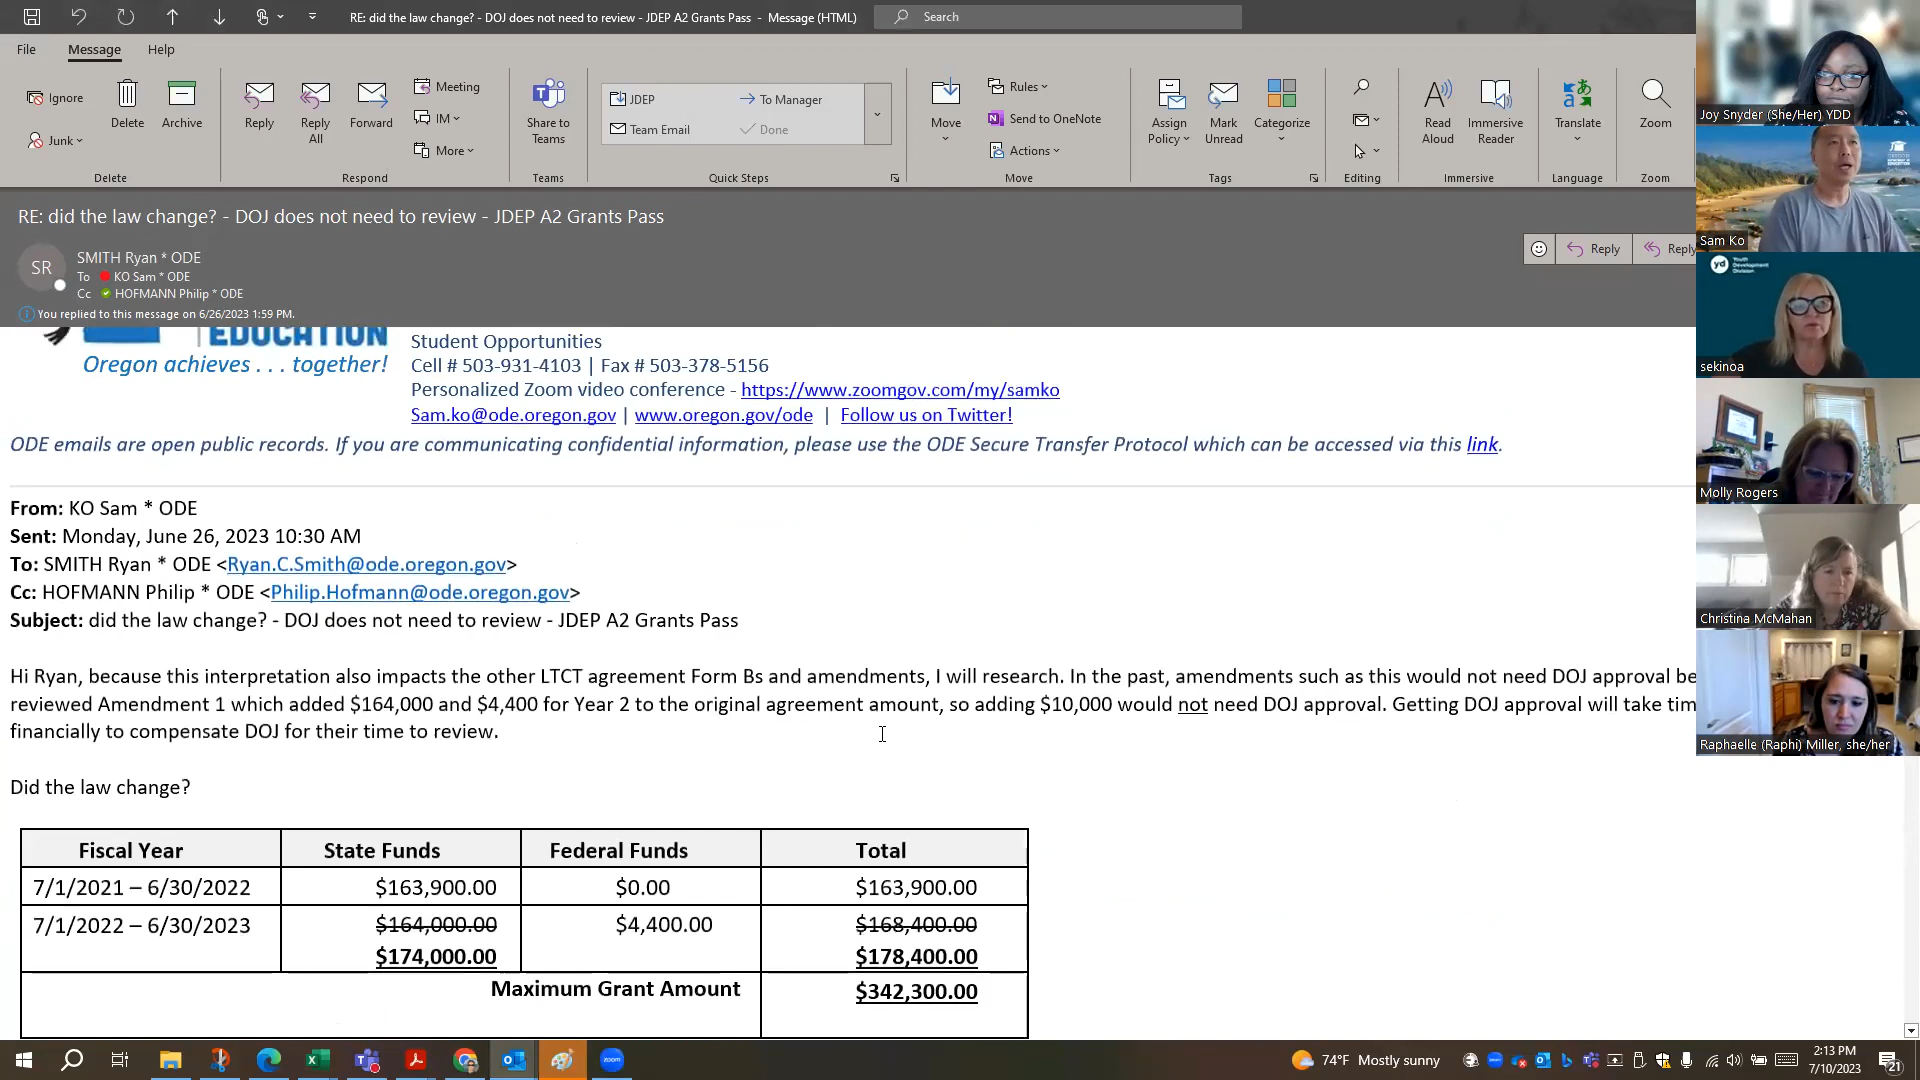 RE: did the law change? - DOJ does not need to review - JDEP A2 Grants Pass - Message (HTML)
Search
File
Message
Help
Ignore
Junk
Delete
Archive
Delete
Reply
Reply All
Forward
Meeting
IM
More
Respond
Share to Teams
Teams
JDEP
To Manager
Team Email
Done
Quick Steps
Move
Rules
Send to OneNote
Actions
Move
Assign Policy
Mark Unread
Categorize
Tags
Editing
Read Aloud
Immersive Reader
Immersive
Translate
Language
Zoom
Zoom
RE: did the law change? - DOJ does not need to review - JDEP A2 Grants Pass
SR
SMITH Ryan * ODE
To KO Sam * ODE
Cc HOFMANN Philip * ODE
You replied to this message on 6/26/2023 1:59 PM.
Reply
Reply
EDUCATION
Oregon achieves . . . together!
Student Opportunities
Cell # 503-931-4103 | Fax # 503-378-5156
Personalized Zoom video conference - https://www.zoomgov.com/my/samko
Sam.ko@ode.oregon.gov | www.oregon.gov/ode | Follow us on Twitter!
ODE emails are open public records. If you are communicating confidential information, please use the ODE Secure Transfer Protocol which can be accessed via this link.
From: KO Sam * ODE
Sent: Monday, June 26, 2023 10:30 AM
To: SMITH Ryan * ODE <Ryan.C.Smith@ode.oregon.gov>
Cc: HOFMANN Philip * ODE <Philip.Hofmann@ode.oregon.gov>
Subject: did the law change? - DOJ does not need to review - JDEP A2 Grants Pass
Hi Ryan, because this interpretation also impacts the other LTCT agreement Form Bs and amendments, I will research. In the past, amendments such as this would not need DOJ approval be
reviewed Amendment 1 which added $164,000 and $4,400 for Year 2 to the original agreement amount, so adding $10,000 would not need DOJ approval. Getting DOJ approval will take tim
financially to compensate DOJ for their time to review.
Did the law change?
Fiscal Year State Funds Federal Funds Total
7/1/2021 – 6/30/2022 $163,900.00 $0.00 $163,900.00
7/1/2022 – 6/30/2023 $164,000.00 $4,400.00 $168,400.00
$174,000.00 $178,400.00
Maximum Grant Amount $342,300.00
Joy Snyder (She/Her) YDD
Sam Ko
yd Youth Development Division
sekinoa
Molly Rogers
Christina McMahan
Raphaelle (Raphi) Miller, she/her
zoom
74°F Mostly sunny
2:13 PM
7/10/2023
21